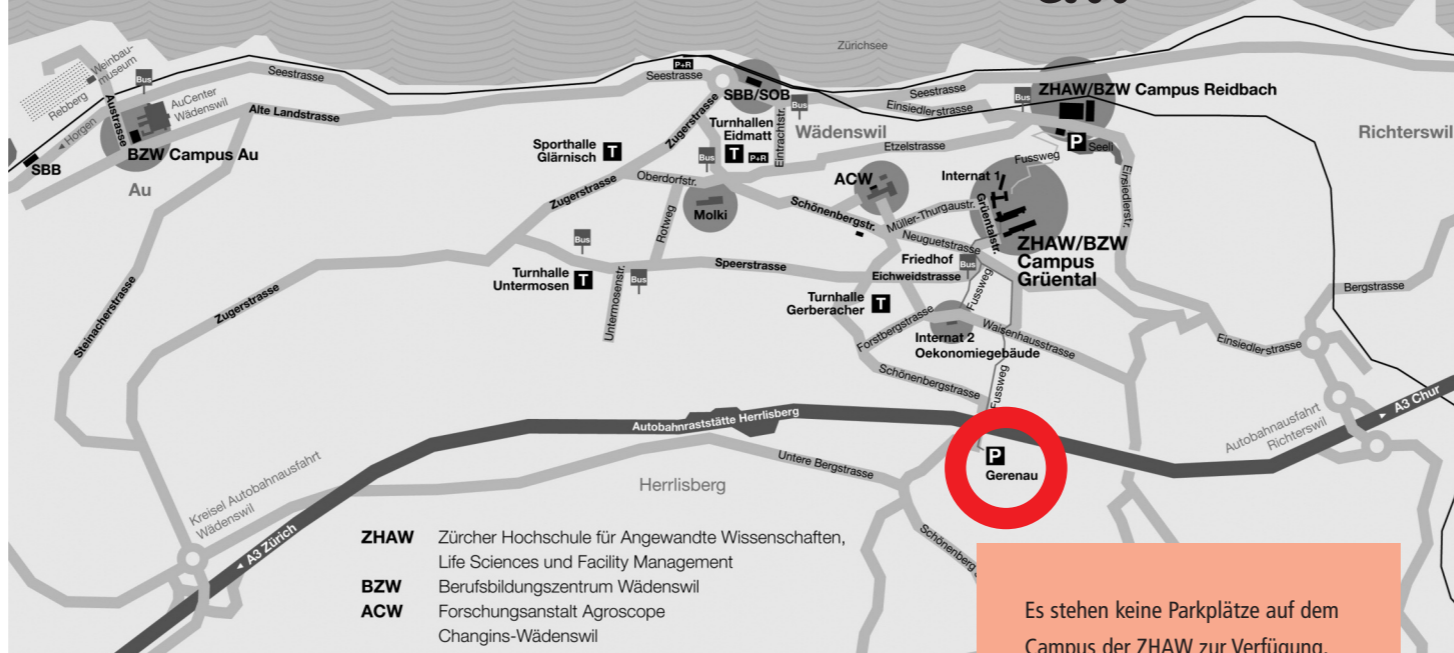 Zürichsee
Weinbau-
museum
Rebberg
◄ Horgen
Austrasse
Bus
AuCenter
Wädenswil
Seestrasse
Alte Landstrasse
BZW Campus Au
SBB
Au
Steinacherstrasse
Zugerstrasse
Kreisel Autobahnausfahrt
Wädenswil
◄ A3 Zürich
Sporthalle
Glärnisch
T
Zugerstrasse
Zugerstrasse
Seestrasse
P+R
SBB/SOB
Bus
Turnhallen
Eidmatt
T
P+R
Bus
Eintrachtstr.
Wädenswil
Oberdorfstr.
Molki
Rotweg
Bus
Turnhalle
Untermosen
T
Bus
Untermosenstr.
Speerstrasse
Schönenbergstr.
ACW
Etzelstrasse
Einsiedlerstrasse
Seestrasse
Bus
ZHAW/BZW Campus Reidbach
P
Seeli
Fussweg
Einsiedlerstr.
Richterswil
Internat 1
Müller-Thurgaustr.
Grüentalstr.
Neuguetstrasse
ZHAW/BZW
Campus
Grüental
Friedhof
Bus
Eichweidstrasse
Fussweg
Turnhalle
Gerberacher
T
Forstbergstrasse
Waisenhausstrasse
Internat 2
Oekonomiegebäude
Schönenbergstrasse
Fussweg
Bergstrasse
Einsiedlerstrasse
Autobahnausfahrt
Richterswil
► A3 Chur
Autobahnraststätte Herrlisberg
Untere Bergstrasse
Herrlisberg
P
Gerenau
Schönenberg
ZHAW Zürcher Hochschule für Angewandte Wissenschaften,
Life Sciences und Facility Management
BZW Berufsbildungszentrum Wädenswil
ACW Forschungsanstalt Agroscope
Changins-Wädenswil
Es stehen keine Parkplätze auf dem
Campus der ZHAW zur Verfügung.